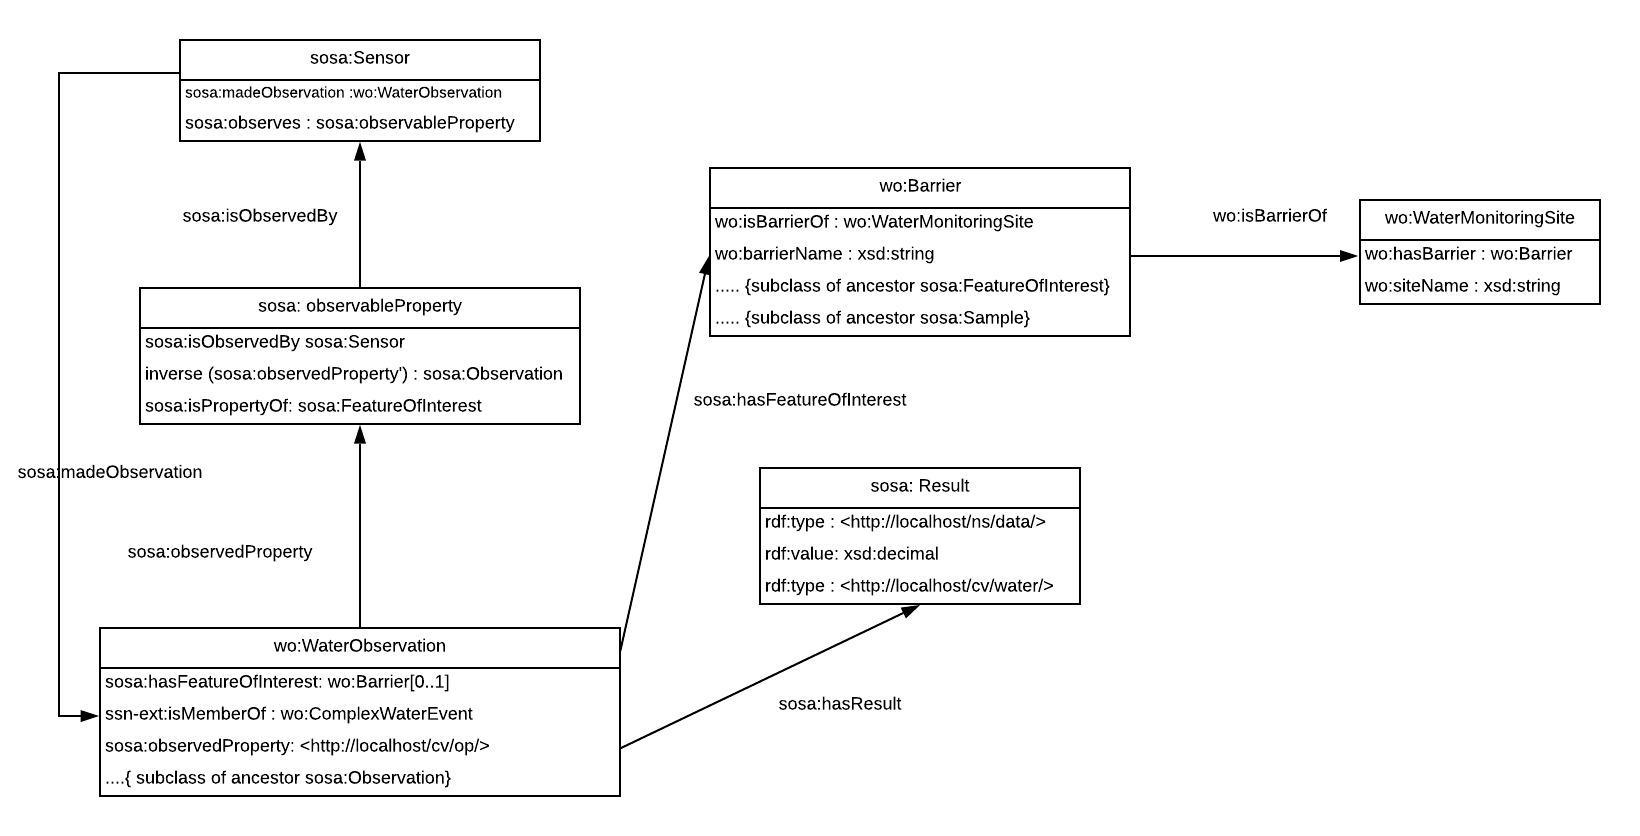 sosa:Sensor
sosa:madeObservation :wo:WaterObservation
sosa:observes : sosa:observableProperty
sosa:isObservedBy
sosa: observableProperty
sosa:isObservedBy sosa:Sensor
inverse (sosa:observedProperty') : sosa:Observation
sosa:isPropertyOf: sosa:FeatureOfInterest
sosa:madeObservation
sosa:observedProperty
wo:WaterObservation
sosa:hasFeatureOfInterest: wo:Barrier[0..1]
ssn-ext:isMemberOf : wo:ComplexWaterEvent
sosa:observedProperty: <http://localhost/cv/op/>
....{ subclass of ancestor sosa:Observation}
wo:Barrier
wo:isBarrierOf : wo:WaterMonitoringSite
wo:barrierName : xsd:string
..... {subclass of ancestor sosa:FeatureOfInterest}
..... {subclass of ancestor sosa:Sample}
wo:isBarrierOf
wo:WaterMonitoringSite
wo:hasBarrier : wo:Barrier
wo:siteName : xsd:string
sosa:hasFeatureOfInterest
sosa: Result
rdf:type : <http://localhost/ns/data/>
rdf:value: xsd:decimal
rdf:type : <http://localhost/cv/water/>
sosa:hasResult